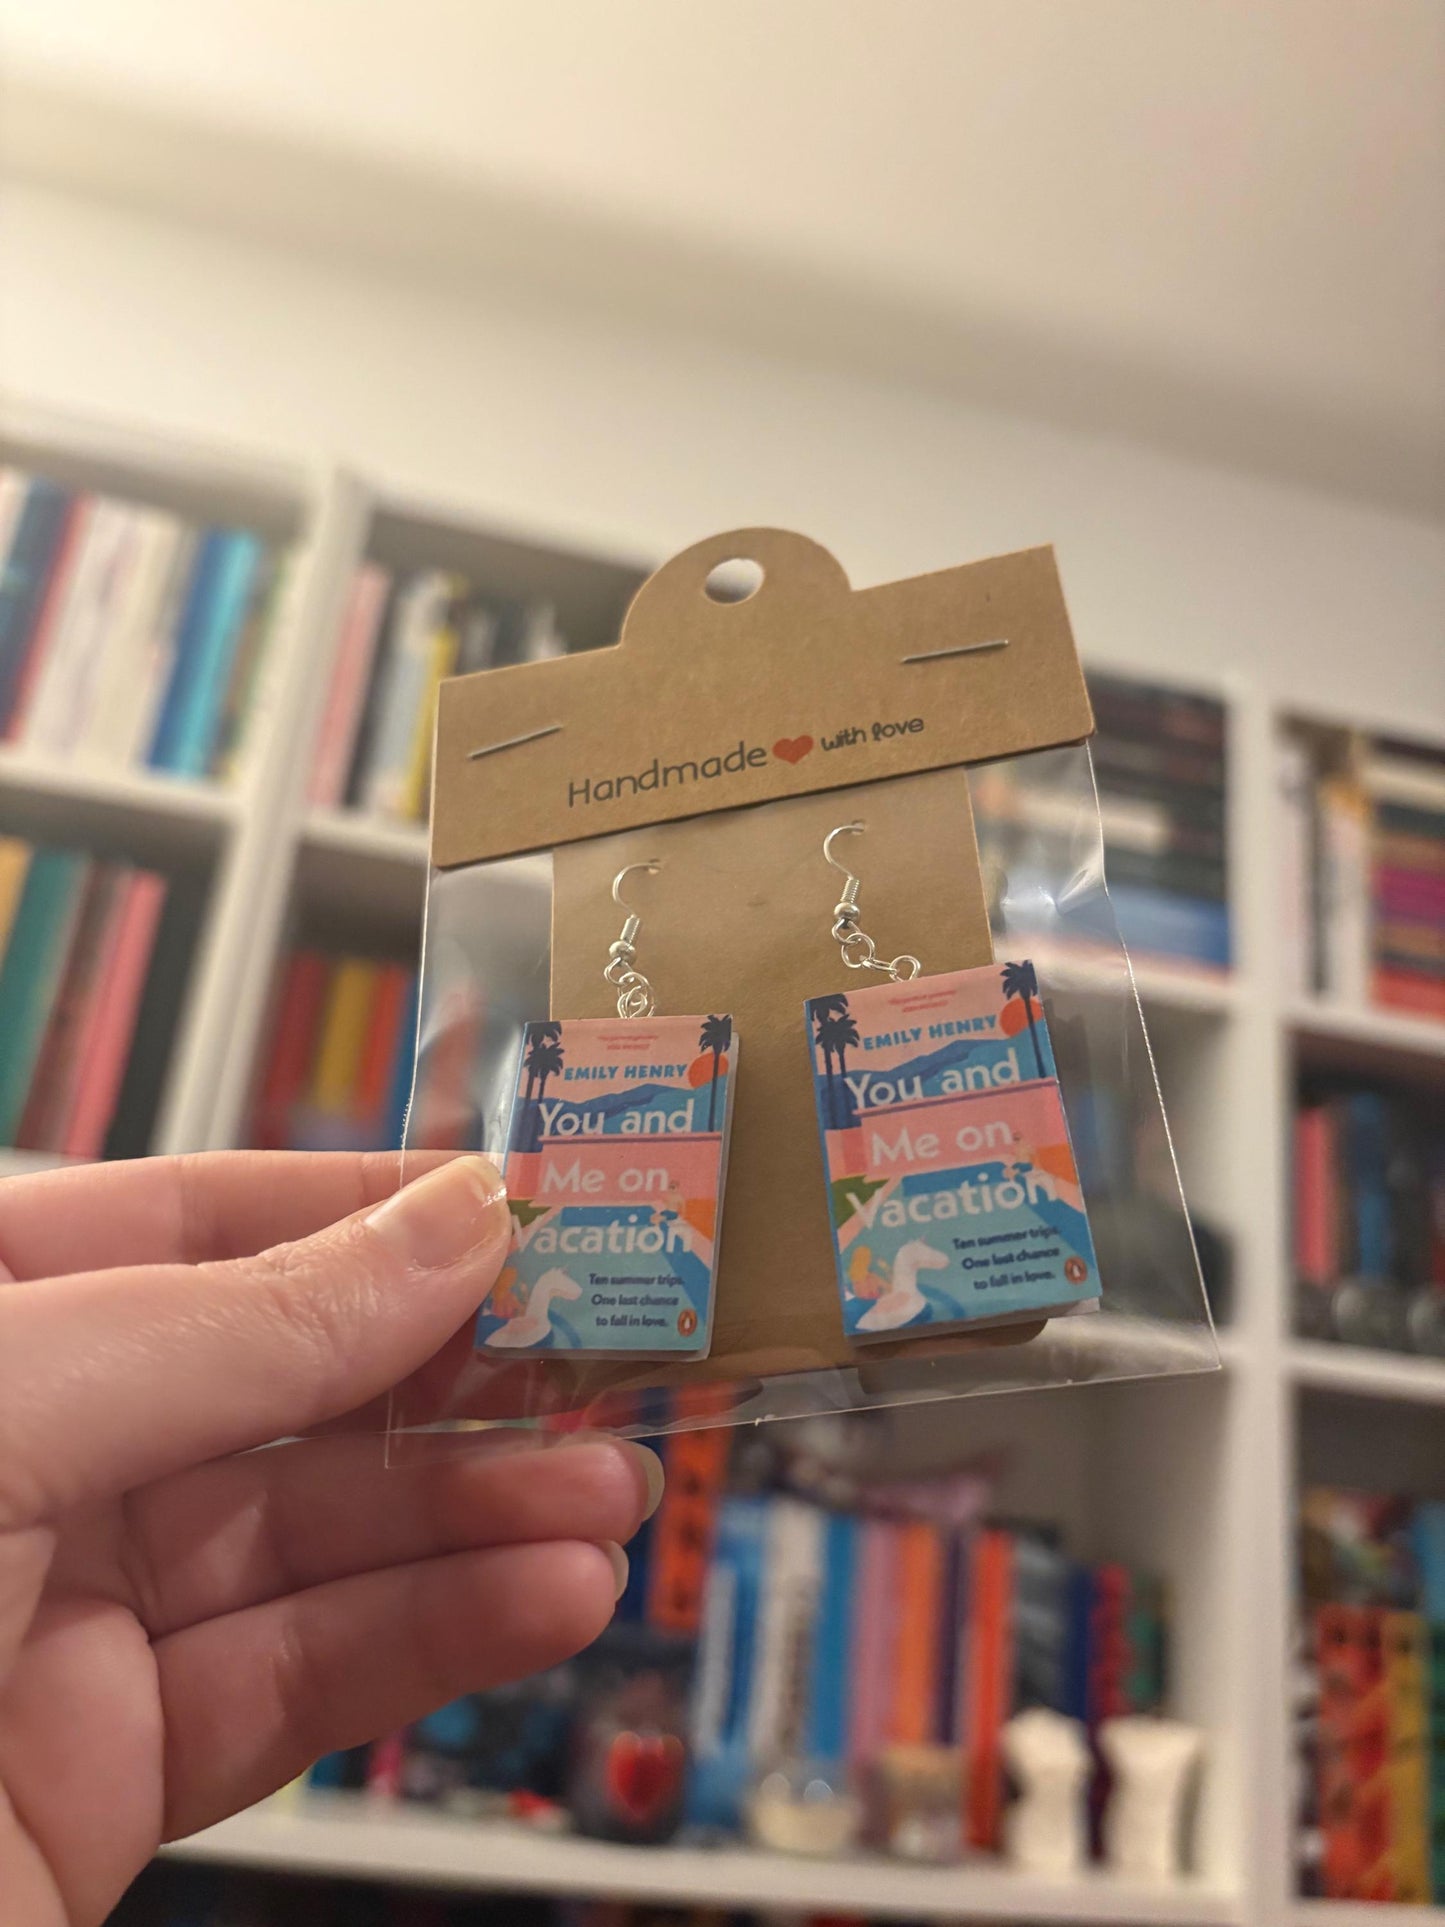 Handmade with love
EMILY HENRY
You and
Me on
Vacation
Ten summer trips.
One last chance
to fall in love.
EMILY HENRY
You and
Me on
Vacation
Ten summer trips.
One last chance
to fall in love.